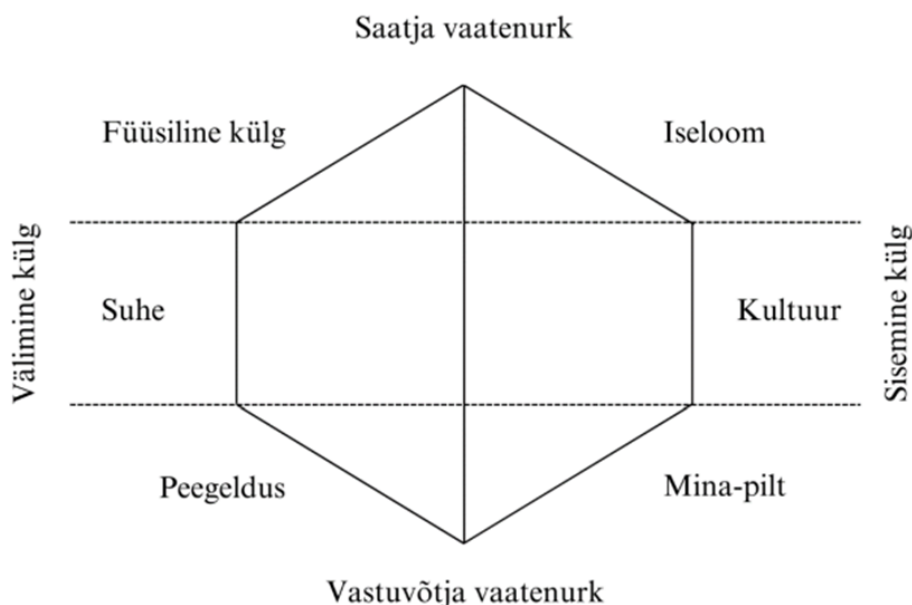 Saatja vaatenurk
Füüsiline külg
Iseloom
Välimine külg
Suhe
Kultuur
Sisemine külg
Peegeldus
Mina-pilt
Vastuvõtja vaatenurk